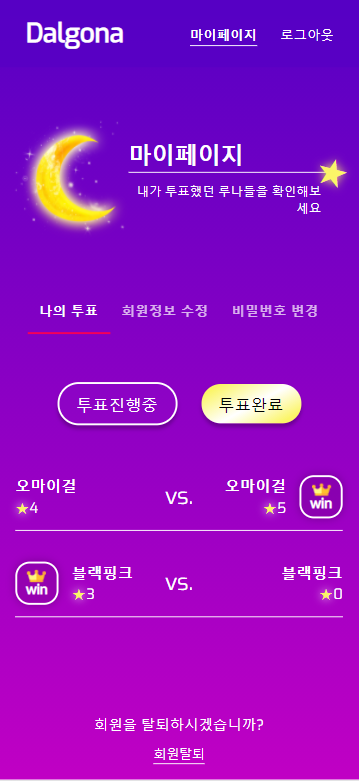 Dalgona 마이페이지 로그아웃
마이페이지
내가 투표했던 루나들을 확인해보
세요
나의 투표 회원정보 수정 비밀번호 변경
투표진행중 투표완료
오마이걸 vs. 오마이걸 win
★4 ★5
win 블랙핑크 vs. 블랙핑크
★3 ★0
회원을 탈퇴하시겠습니까?
회원탈퇴